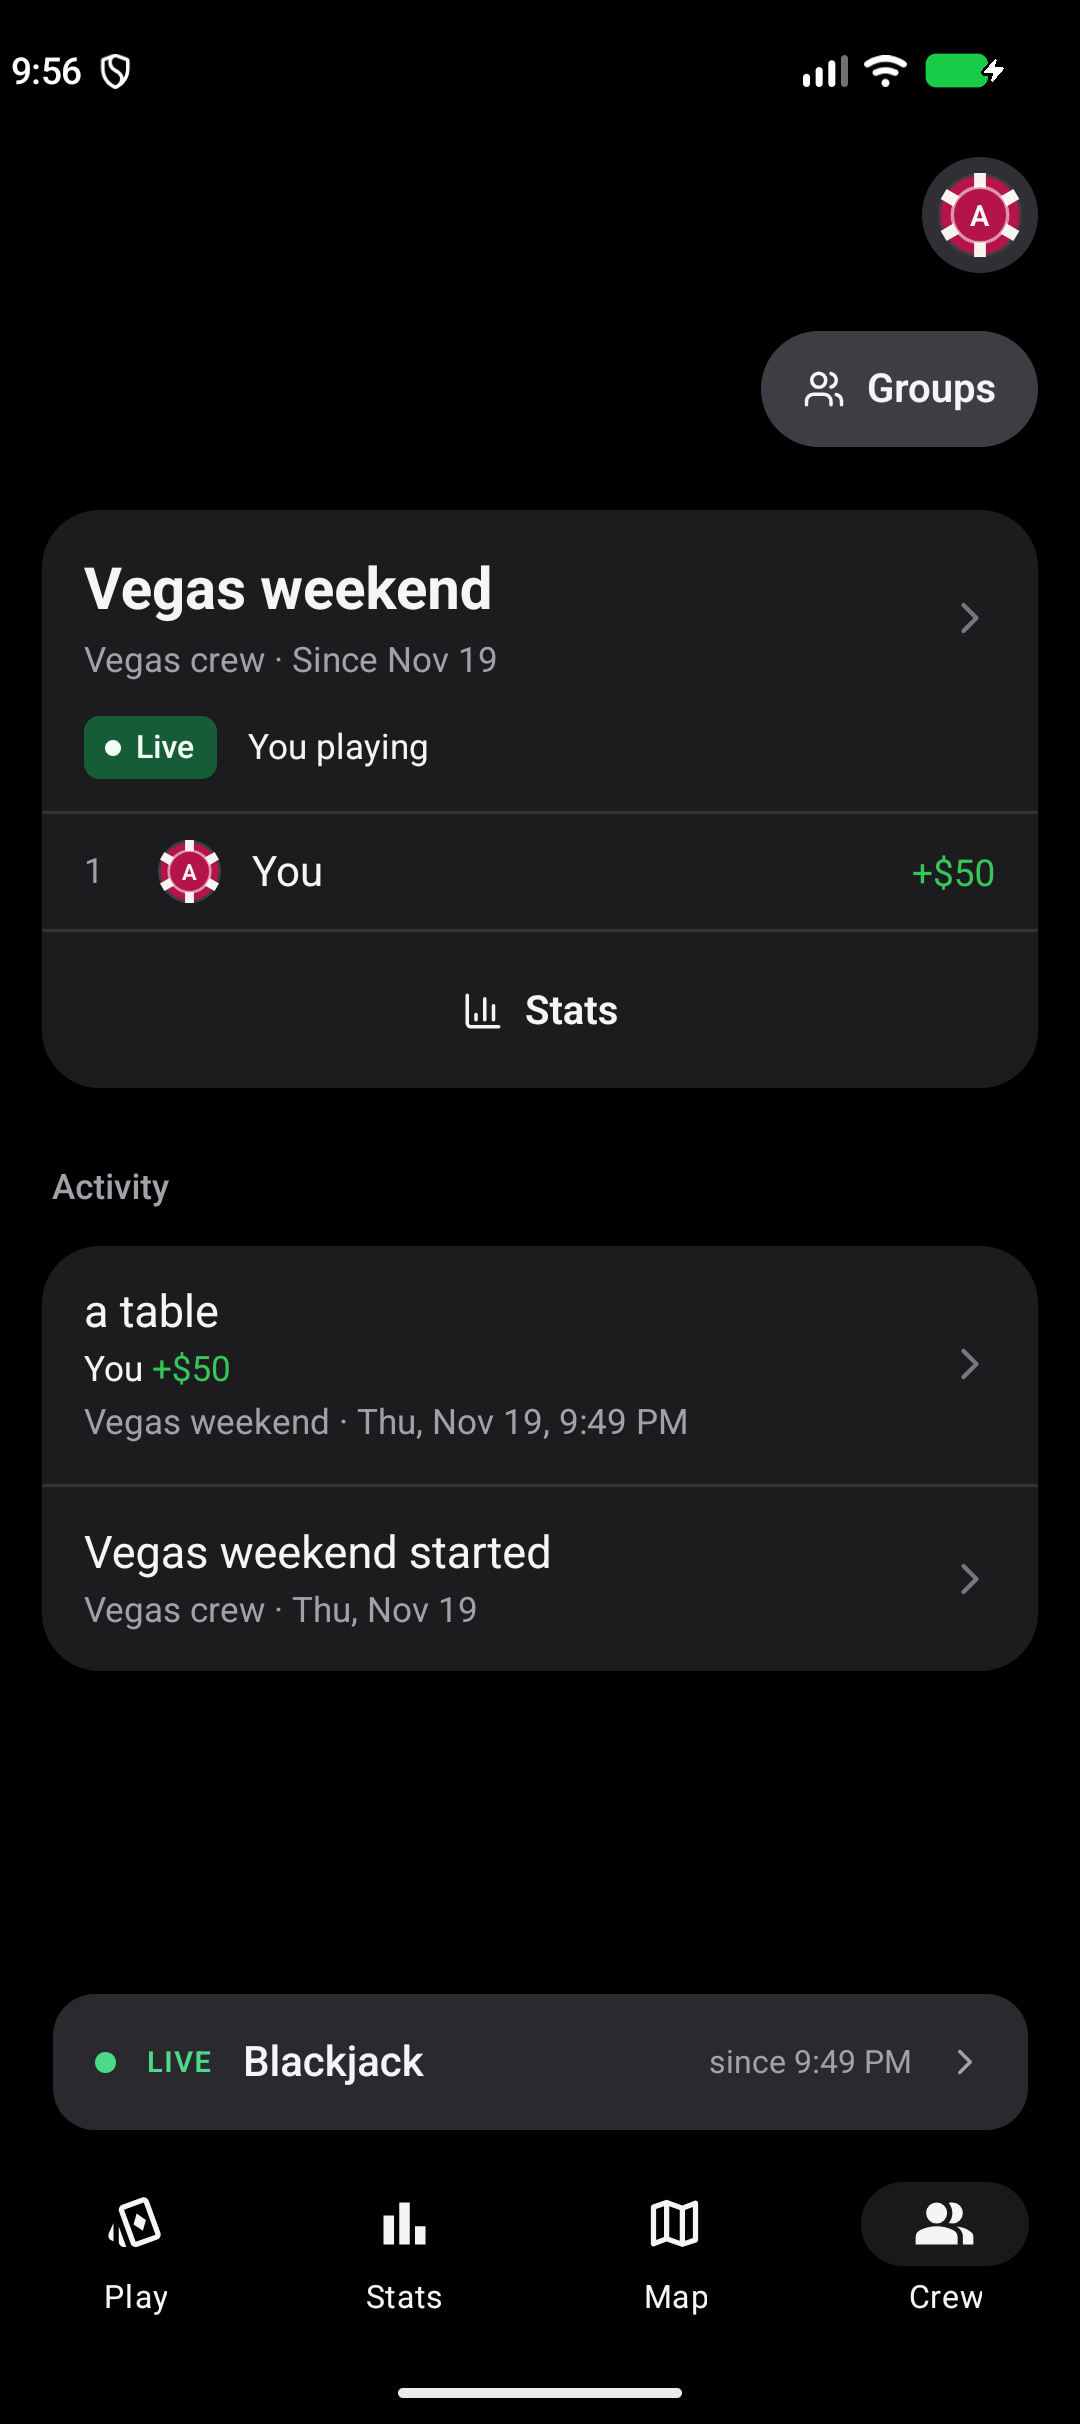 9:56
A
Groups
Vegas weekend
Vegas crew · Since Nov 19
Live You playing
1 A You +$50
Stats
Activity
a table
You +$50
Vegas weekend · Thu, Nov 19, 9:49 PM
Vegas weekend started
Vegas crew · Thu, Nov 19
LIVE Blackjack since 9:49 PM
Play Stats Map Crew